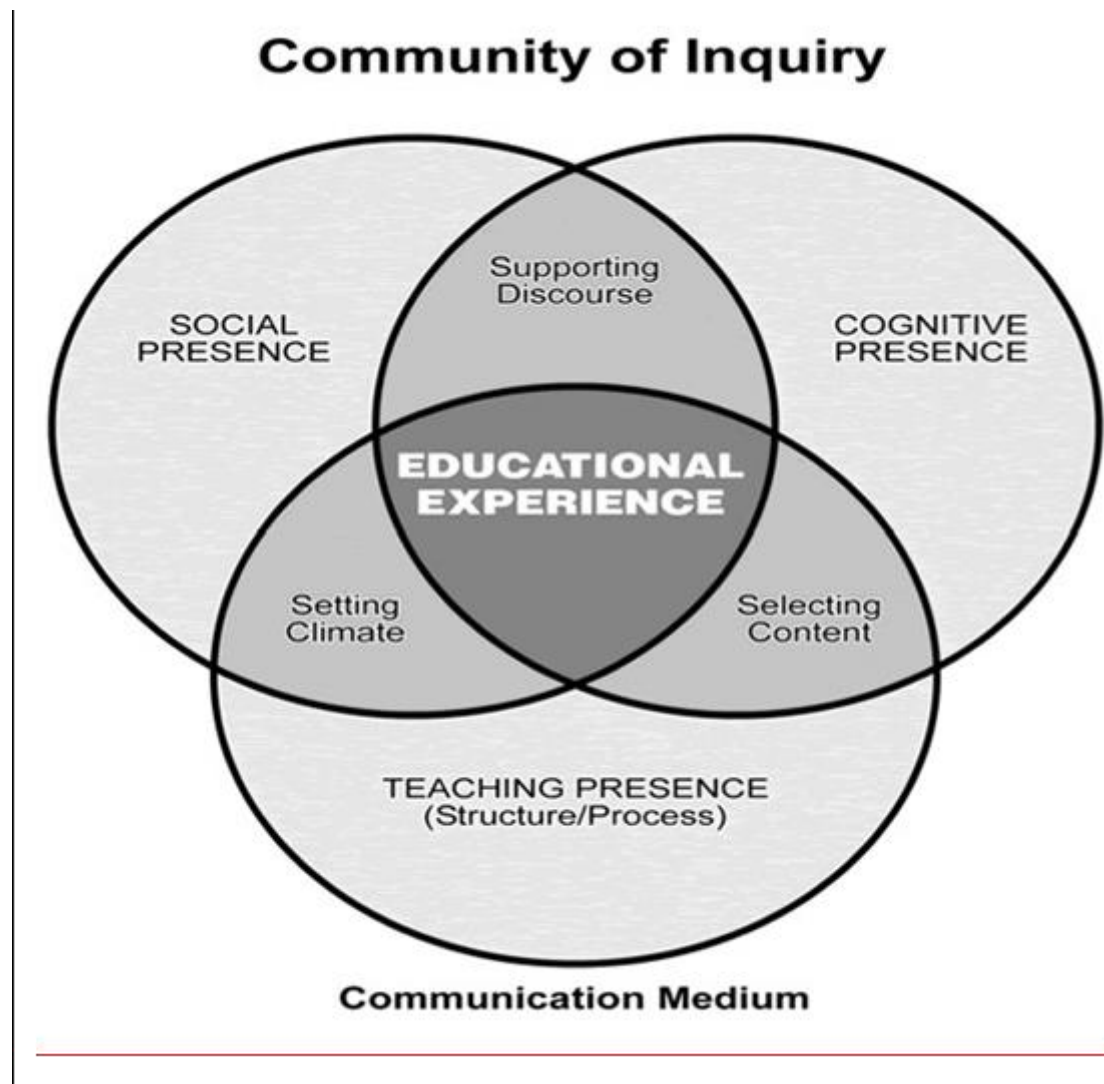 Community of Inquiry
Supporting
Discourse
SOCIAL
PRESENCE
COGNITIVE
PRESENCE
EDUCATIONAL
EXPERIENCE
Setting
Climate
Selecting
Content
TEACHING PRESENCE
(Structure/Process)
Communication Medium